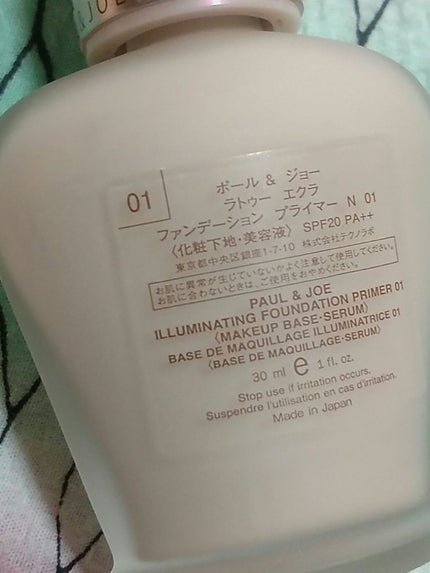 & JOE
01
ポール & ジョー
ラトゥー エクラ
ファンデーション プライマー N 01
〈化粧下地・美容液〉 SPF20 PA++
東京都中央区銀座1-7-10 株式会社テクノラボ
お肌に異常が生じていないかよく注意して使用してください。
お肌に合わないときは、ご使用をおやめください。
PAUL & JOE
ILLUMINATING FOUNDATION PRIMER 01
〈MAKEUP BASE-SERUM〉
BASE DE MAQUILLAGE ILLUMINATRICE 01
〈BASE DE MAQUILLAGE-SERUM〉
30 ml e 1 fl. oz.
Stop use if irritation occurs.
Suspendre l'utilisation en cas d'irritation.
Made in Japan